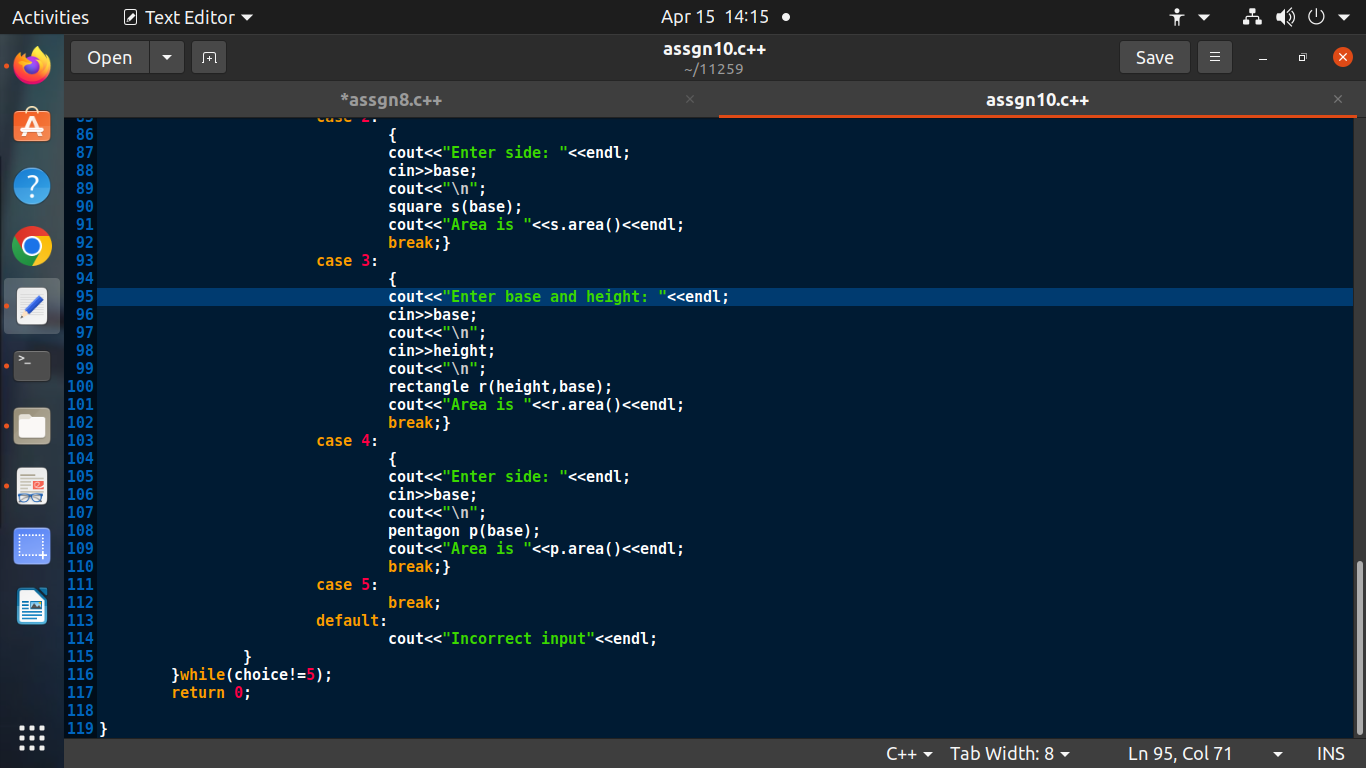 Activities Text Editor Apr 15 14:15
Open assgn10.c++ Save
~/11259
*assgn8.c++ assgn10.c++
85 case 2:
86 {
87 cout<<"Enter side: "<<endl;
88 cin>>base;
89 cout<<"\n";
90 square s(base);
91 cout<<"Area is "<<s.area()<<endl;
92 break;}
93 case 3:
94 {
95 cout<<"Enter base and height: "<<endl;
96 cin>>base;
97 cout<<"\n";
98 cin>>height;
99 cout<<"\n";
100 rectangle r(height,base);
101 cout<<"Area is "<<r.area()<<endl;
102 break;}
103 case 4:
104 {
105 cout<<"Enter side: "<<endl;
106 cin>>base;
107 cout<<"\n";
108 pentagon p(base);
109 cout<<"Area is "<<p.area()<<endl;
110 break;}
111 case 5:
112 break;
113 default:
114 cout<<"Incorrect input"<<endl;
115 }
116 }while(choice!=5);
117 return 0;
118
119 }
C++ Tab Width: 8 Ln 95, Col 71 INS